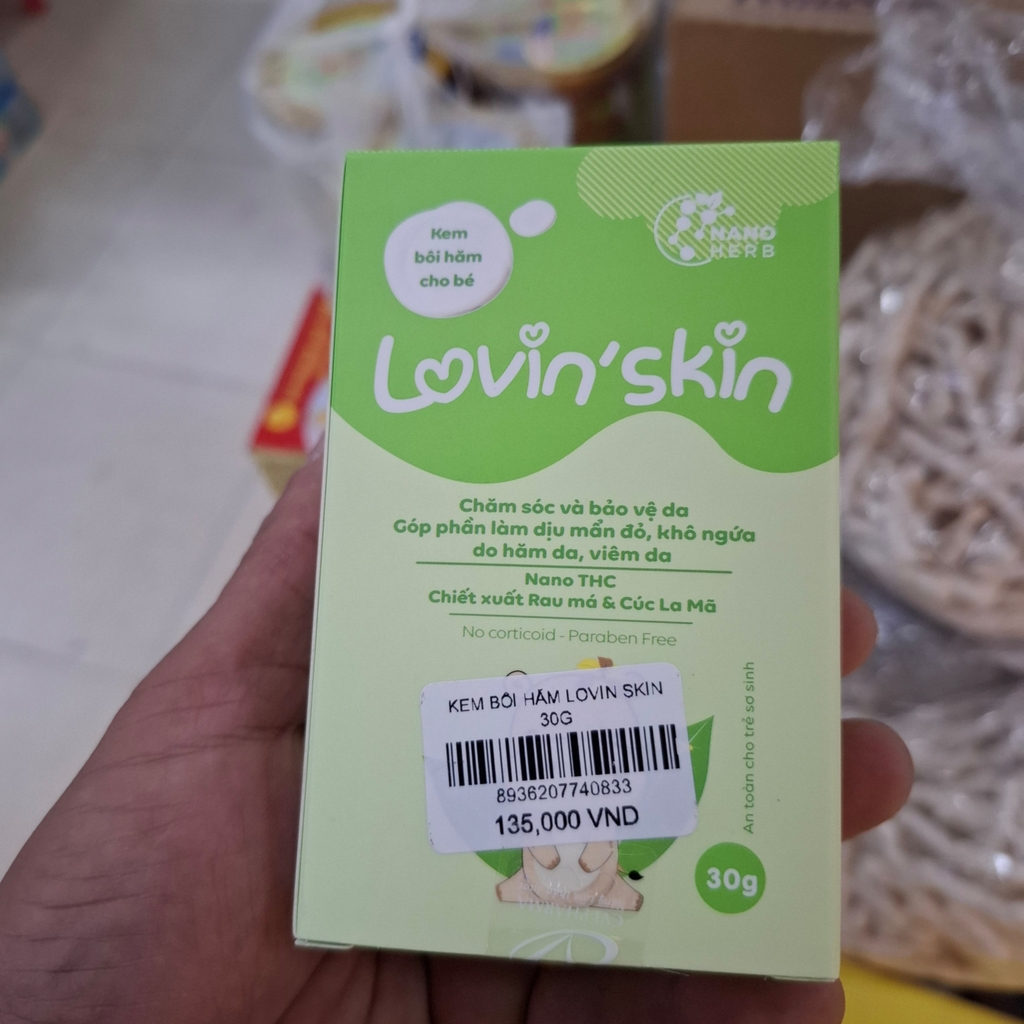 Kem
bôi hăm
cho bé
NANO
HERB
Lovin'skin
Chăm sóc và bảo vệ da
Góp phần làm dịu mẩn đỏ, khô ngứa
do hăm da, viêm da
Nano THC
Chiết xuất Rau má & Cúc La Mã
No corticoid - Paraben Free
KEM BÔI HĂM LOVIN SKIN
30G
8936207740833
135,000 VND
An toàn cho trẻ sơ sinh
30g